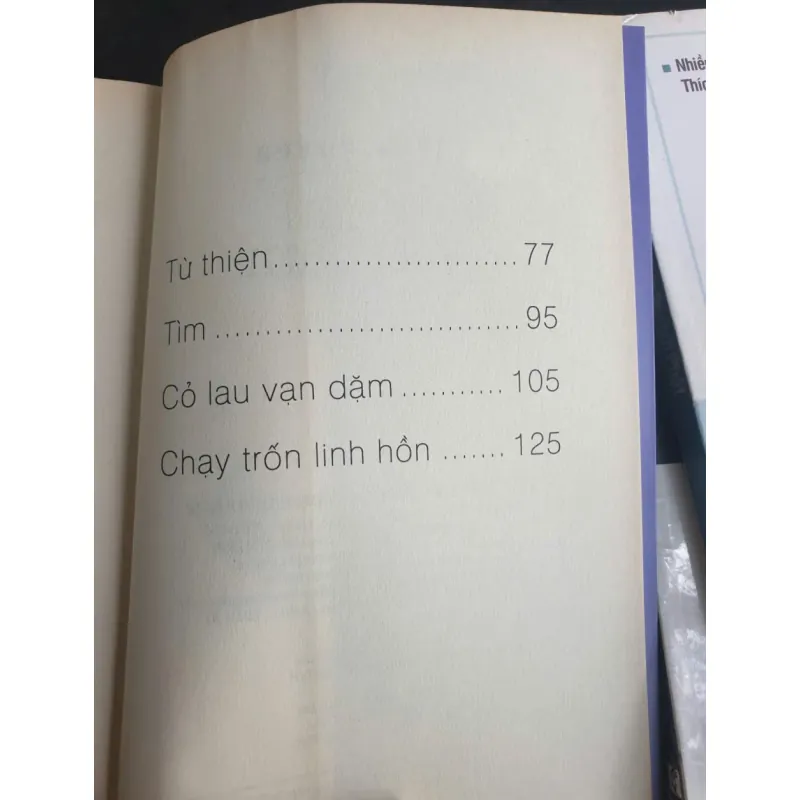 Từ thiện.........................77
Tìm ...............................95
Cỏ lau vạn dặm...........105
Chạy trốn linh hồn .......125